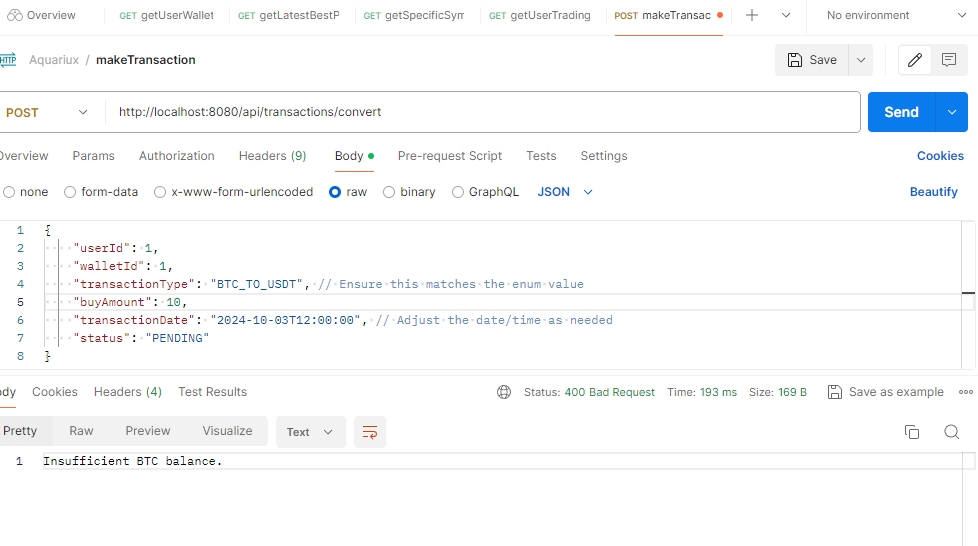 Overview GET getUserWallet GET getLatestBestP GET getSpecificSym GET getUserTrading POST makeTransac No environment
HTTP Aquariux / makeTransaction Save
POST http://localhost:8080/api/transactions/convert Send
Overview Params Authorization Headers (9) Body Pre-request Script Tests Settings Cookies
none form-data x-www-form-urlencoded raw binary GraphQL JSON Beautify
1 {
2 "userId": 1,
3 "walletId": 1,
4 "transactionType": "BTC_TO_USDT", // Ensure this matches the enum value
5 "buyAmount": 10,
6 "transactionDate": "2024-10-03T12:00:00", // Adjust the date/time as needed
7 "status": "PENDING"
8 }
ody Cookies Headers (4) Test Results Status: 400 Bad Request Time: 193 ms Size: 169 B Save as example
Pretty Raw Preview Visualize Text
1 Insufficient BTC balance.